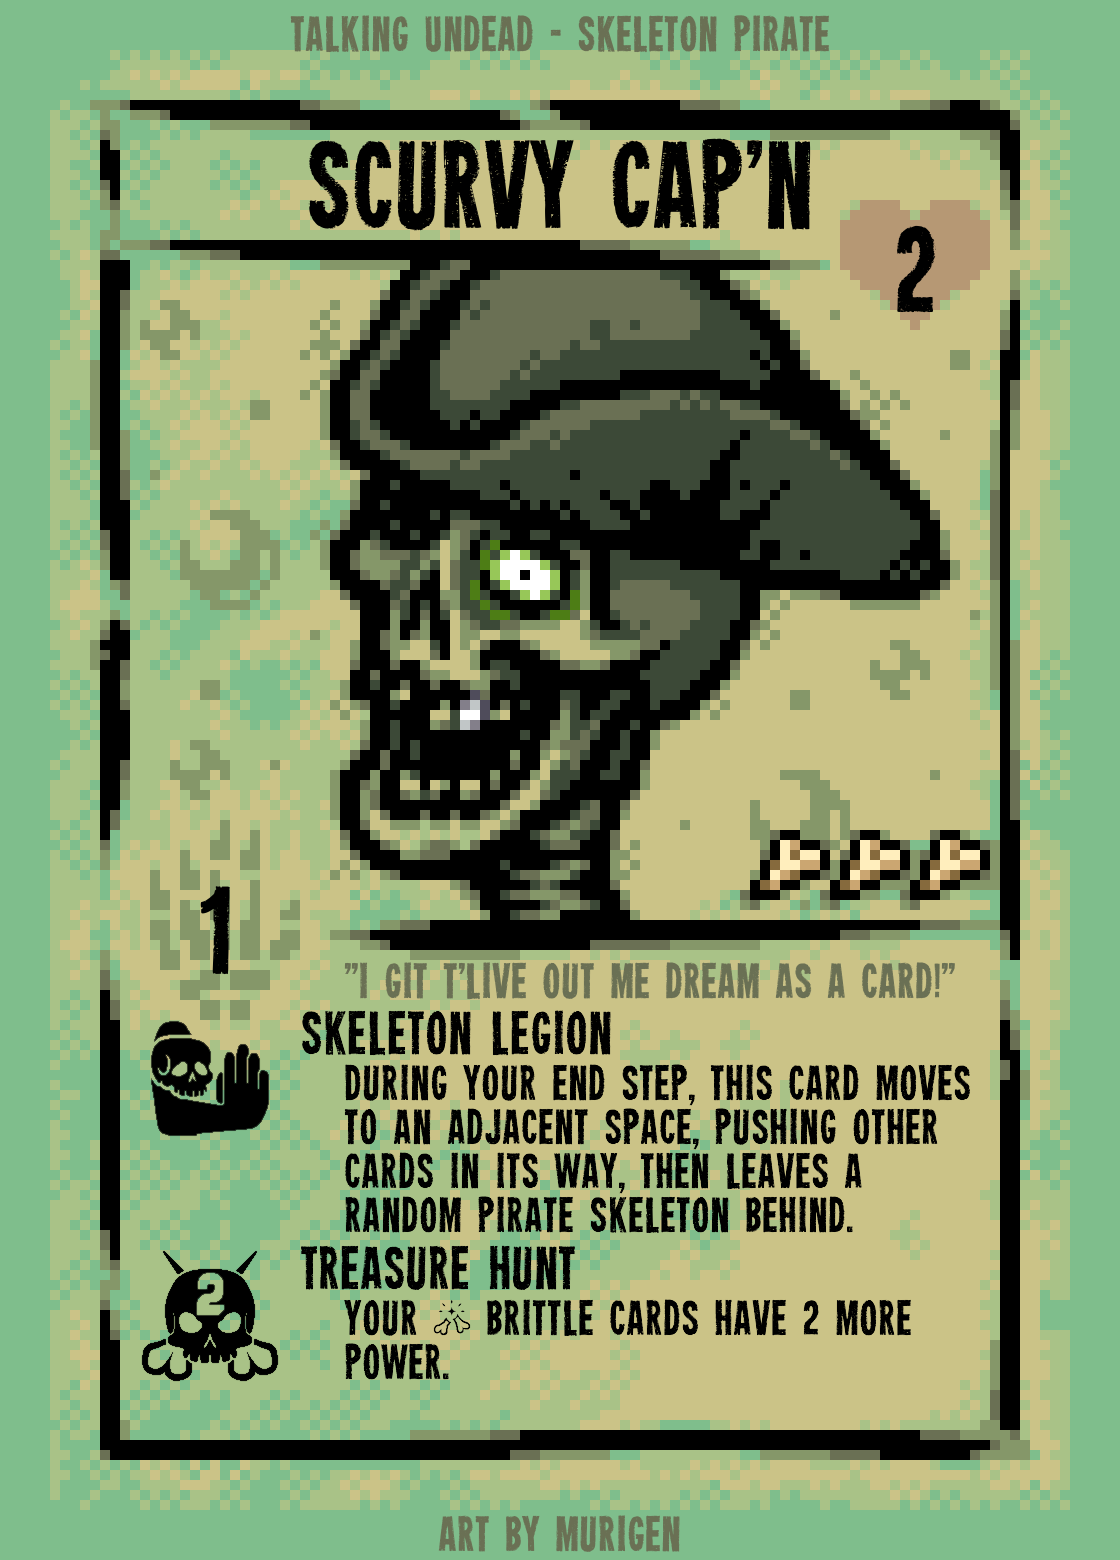 TALKING UNDEAD - SKELETON PIRATE
SCURVY CAP'N
2
1
"I GIT T'LIVE OUT ME DREAM AS A CARD!"
SKELETON LEGION
DURING YOUR END STEP, THIS CARD MOVES
TO AN ADJACENT SPACE, PUSHING OTHER
CARDS IN ITS WAY, THEN LEAVES A
RANDOM PIRATE SKELETON BEHIND.
2
TREASURE HUNT
YOUR BRITTLE CARDS HAVE 2 MORE
POWER.
ART BY MURIGEN